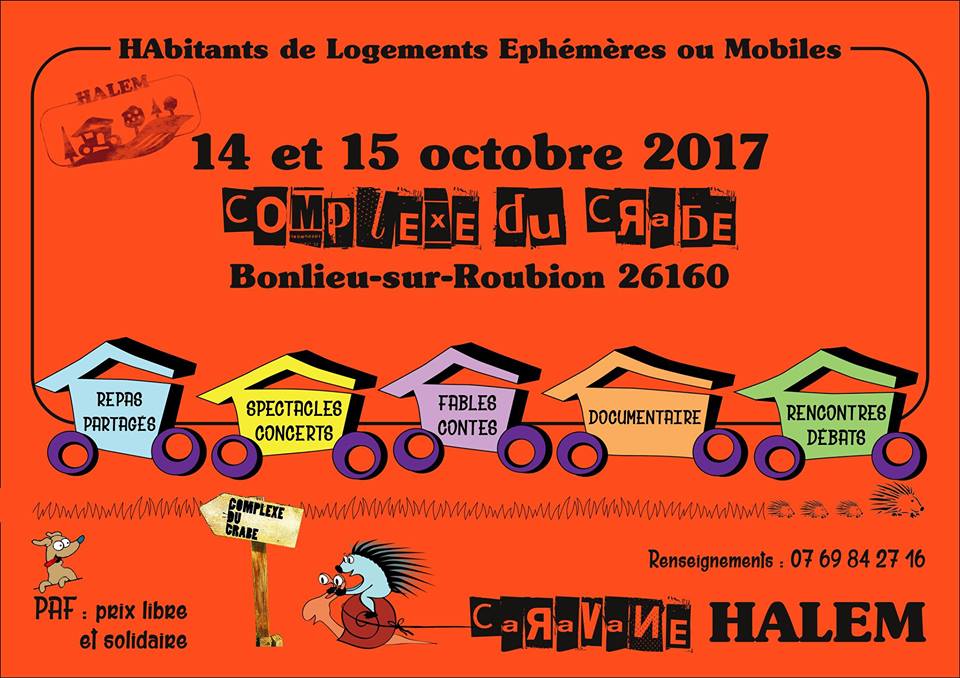 HAbitants de Logements Ephémères ou Mobiles
HALEM
14 et 15 octobre 2017
COMPLEXE DU CRABE
Bonlieu-sur-Roubion 26160
REPAS
PARTAGÉS
SPECTACLES
CONCERTS
FABLES
CONTES
DOCUMENTAIRE
RENCONTRES
DÉBATS
COMPLEXE
DU
CRABE
Renseignements : 07 69 84 27 16
PAF : prix libre
et solidaire
CARAVANE HALEM